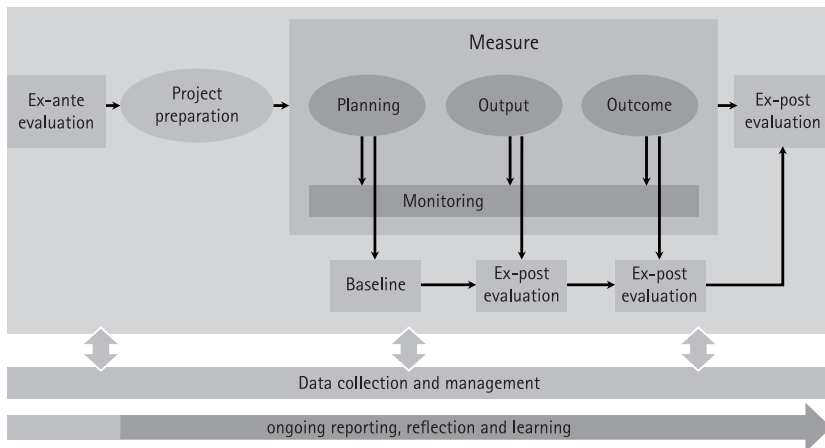 Measure
Ex-ante
evaluation
Project
preparation
Planning
Output
Outcome
Ex-post
evaluation
Monitoring
Baseline
Ex-post
evaluation
Ex-post
evaluation
Data collection and management
ongoing reporting, reflection and learning